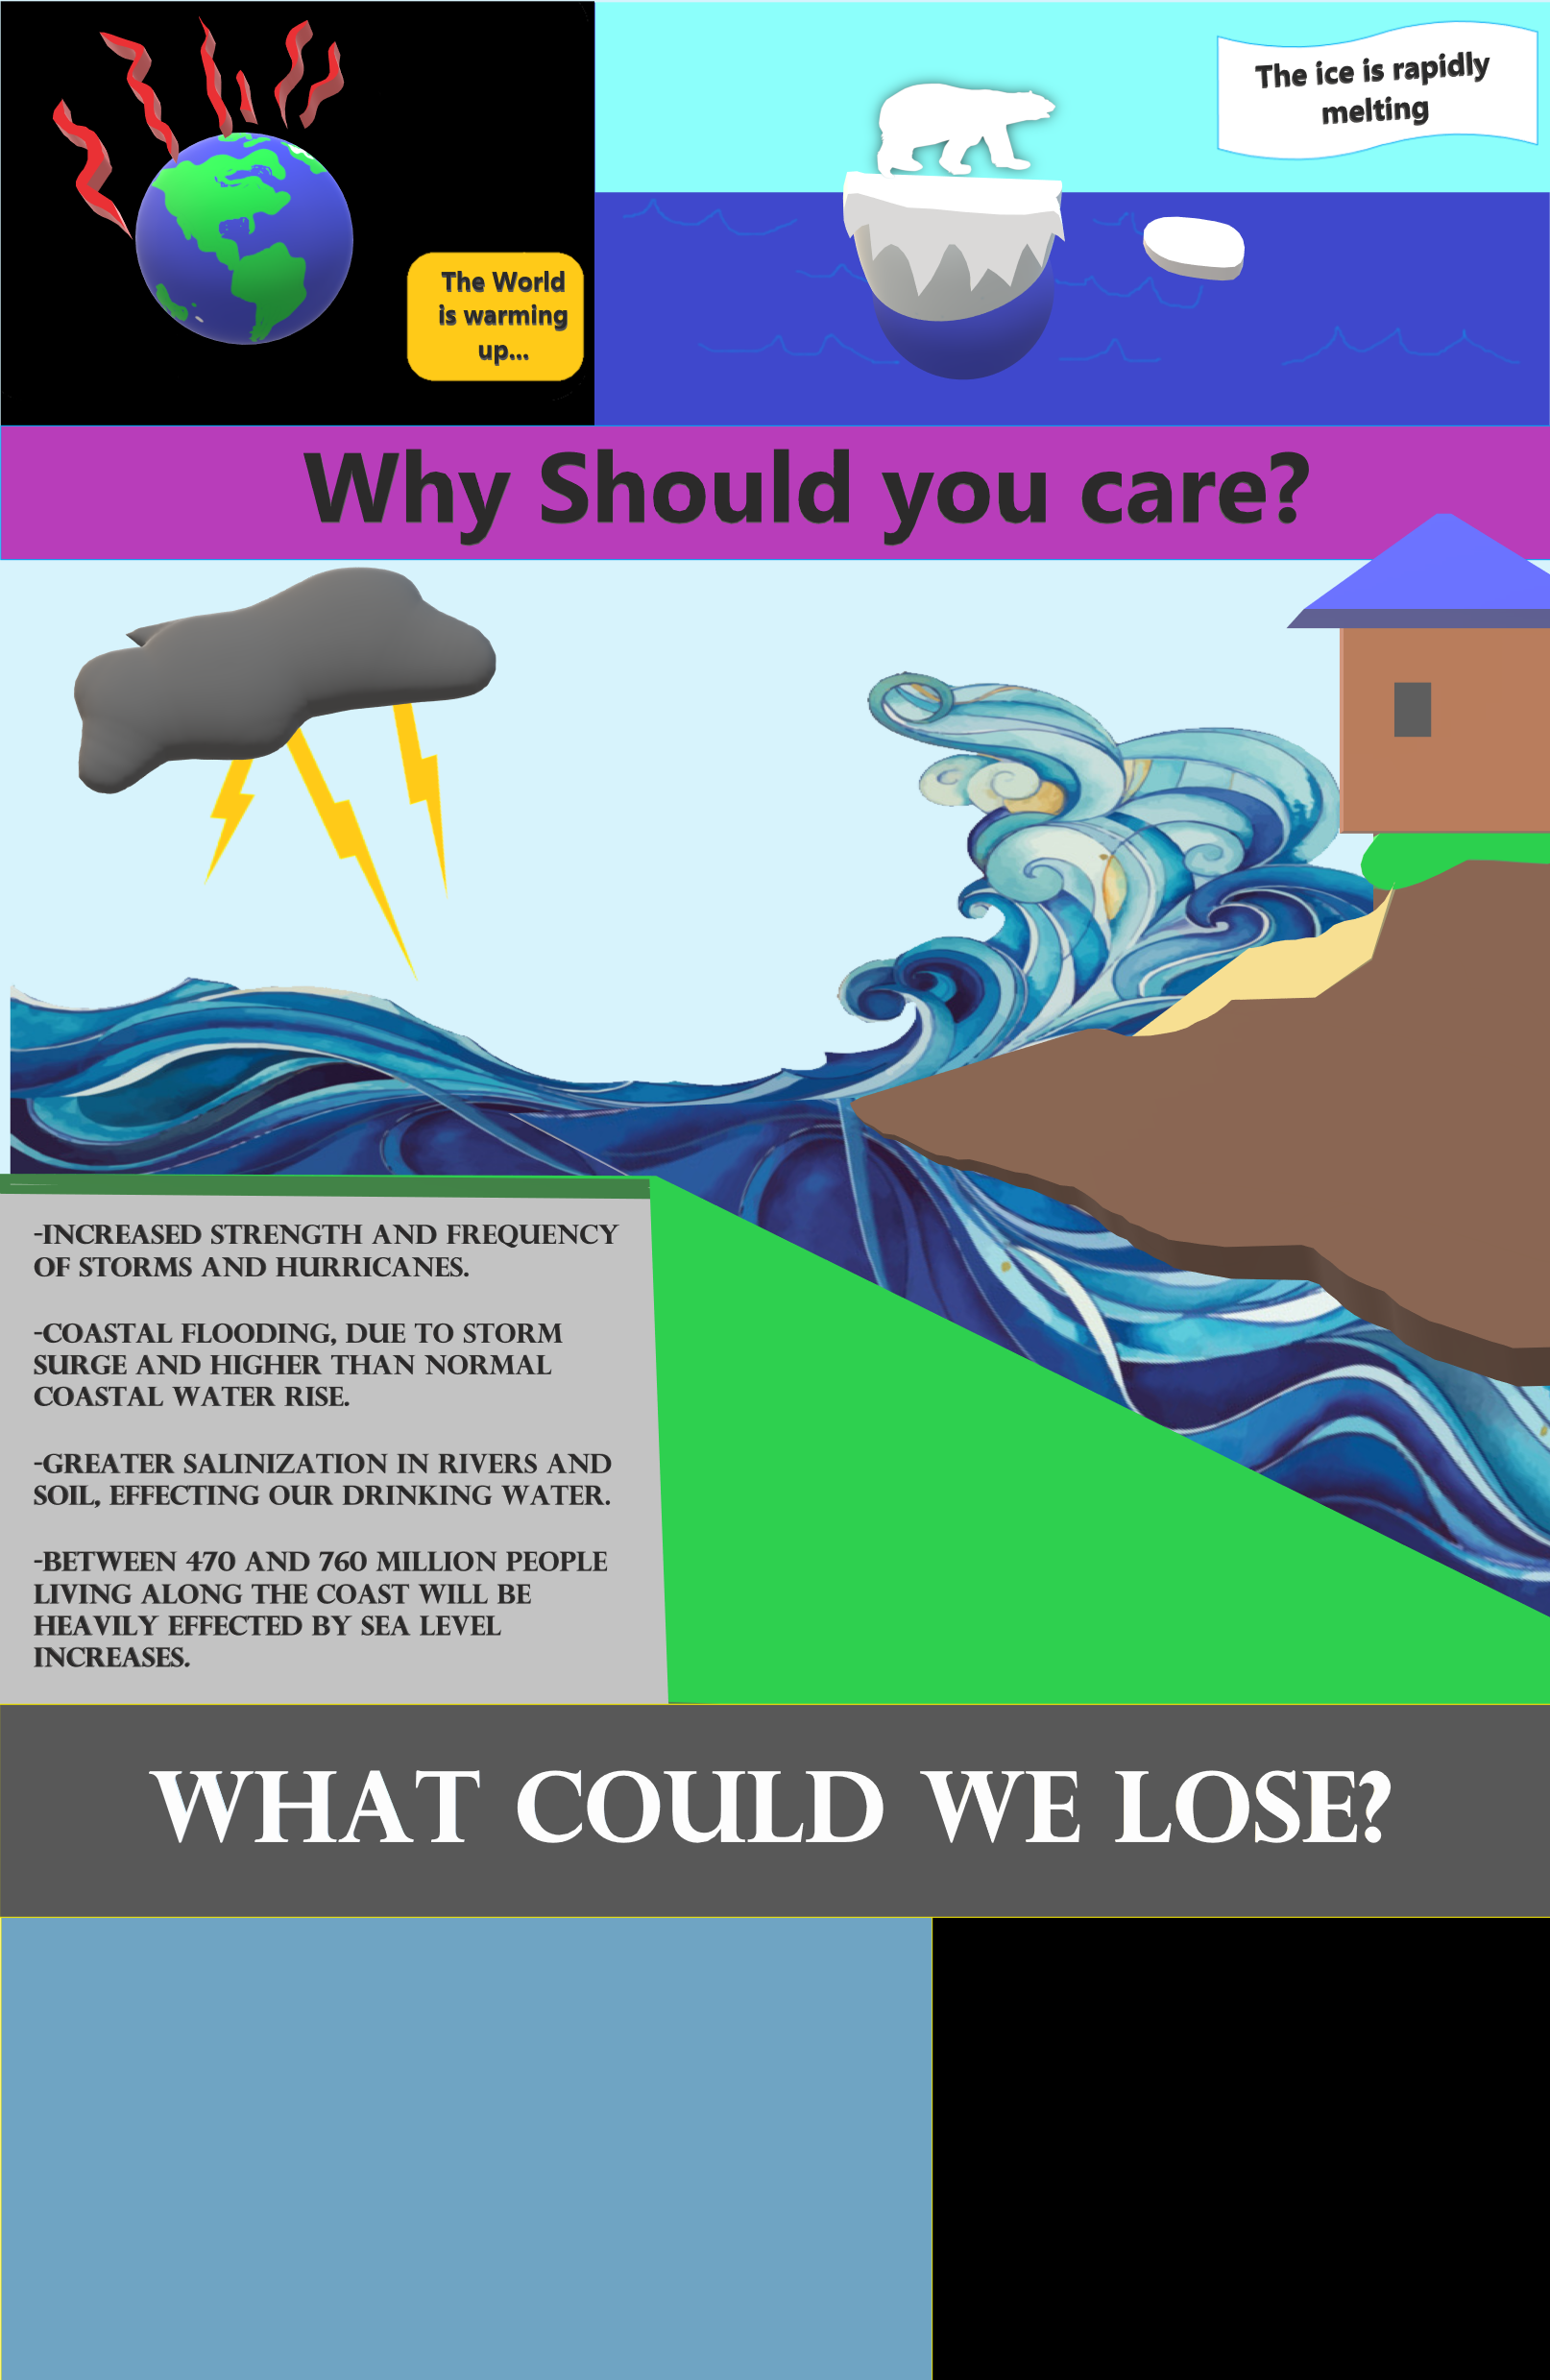 The World
is warming
up...
The ice is rapidly
melting
Why Should you care?
-INCREASED STRENGTH AND FREQUENCY
OF STORMS AND HURRICANES.
-COASTAL FLOODING, DUE TO STORM
SURGE AND HIGHER THAN NORMAL
COASTAL WATER RISE.
-GREATER SALINIZATION IN RIVERS AND
SOIL, EFFECTING OUR DRINKING WATER.
-BETWEEN 470 AND 760 MILLION PEOPLE
LIVING ALONG THE COAST WILL BE
HEAVILY EFFECTED BY SEA LEVEL
INCREASES.
WHAT COULD WE LOSE?